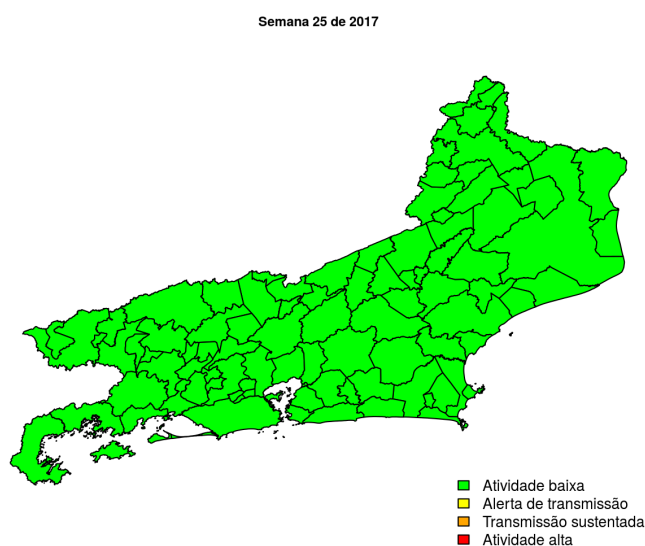 Semana 25 de 2017
Atividade baixa
Alerta de transmissão
Transmissão sustentada
Atividade alta